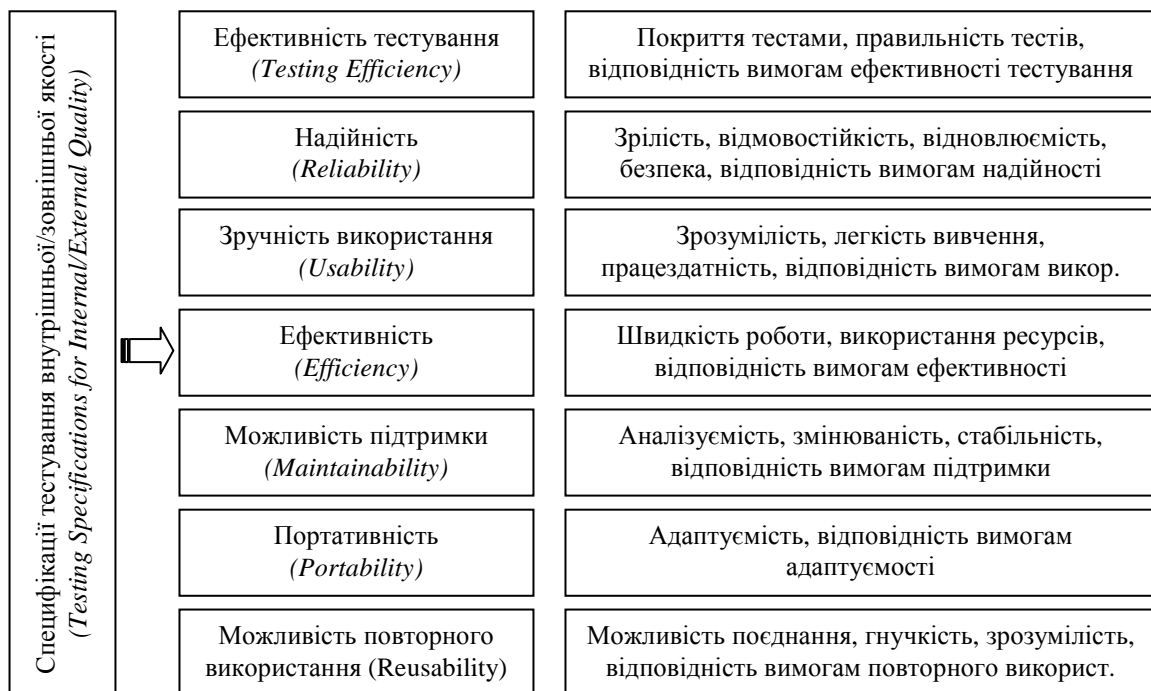 Специфікації тестування внутрішньої/зовнішньої якості
(Testing Specifications for Internal/External Quality)
Ефективність тестування
(Testing Efficiency)
Покриття тестами, правильність тестів,
відповідність вимогам ефективності тестування
Надійність
(Reliability)
Зрілість, відмовостійкість, відновлюємість,
безпека, відповідність вимогам надійності
Зручність використання
(Usability)
Зрозумілість, легкість вивчення,
працездатність, відповідність вимогам викор.
Ефективність
(Efficiency)
Швидкість роботи, використання ресурсів,
відповідність вимогам ефективності
Можливість підтримки
(Maintainability)
Аналізуємість, змінюваність, стабільність,
відповідність вимогам підтримки
Портативність
(Portability)
Адаптуємість, відповідність вимогам
адаптуємості
Можливість повторного
використання (Reusability)
Можливість поєднання, гнучкість, зрозумілість,
відповідність вимогам повторного використ.